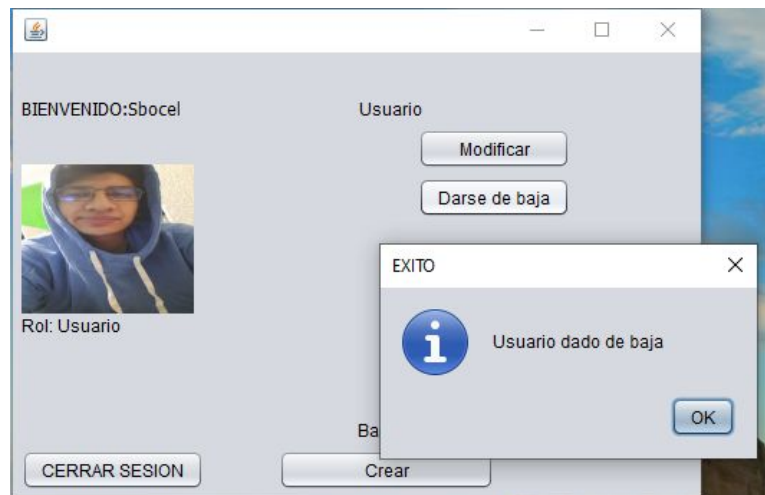 BIENVENIDO:Sbocel
Usuario
Modificar
Darse de baja
EXITO
Usuario dado de baja
OK
Rol: Usuario
Ba
CERRAR SESION
Crear